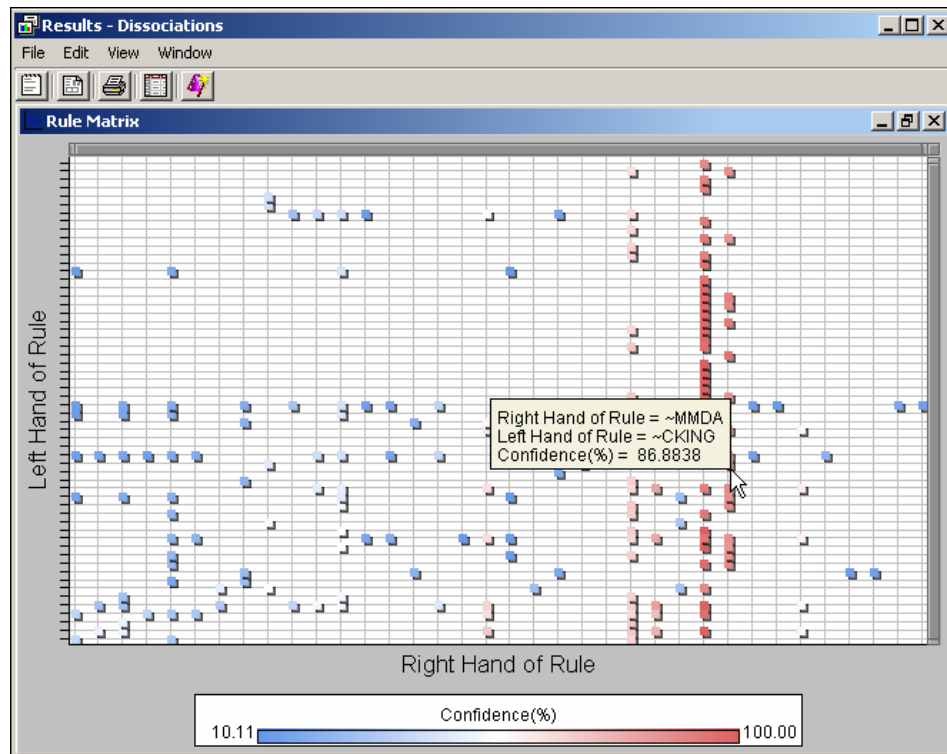 Results - Dissociations
File Edit View Window
Rule Matrix
Left Hand of Rule
Right Hand of Rule = ~MMDA
Left Hand of Rule = ~CKING
Confidence(%) = 86.8838
Right Hand of Rule
Confidence(%)
10.11 100.00